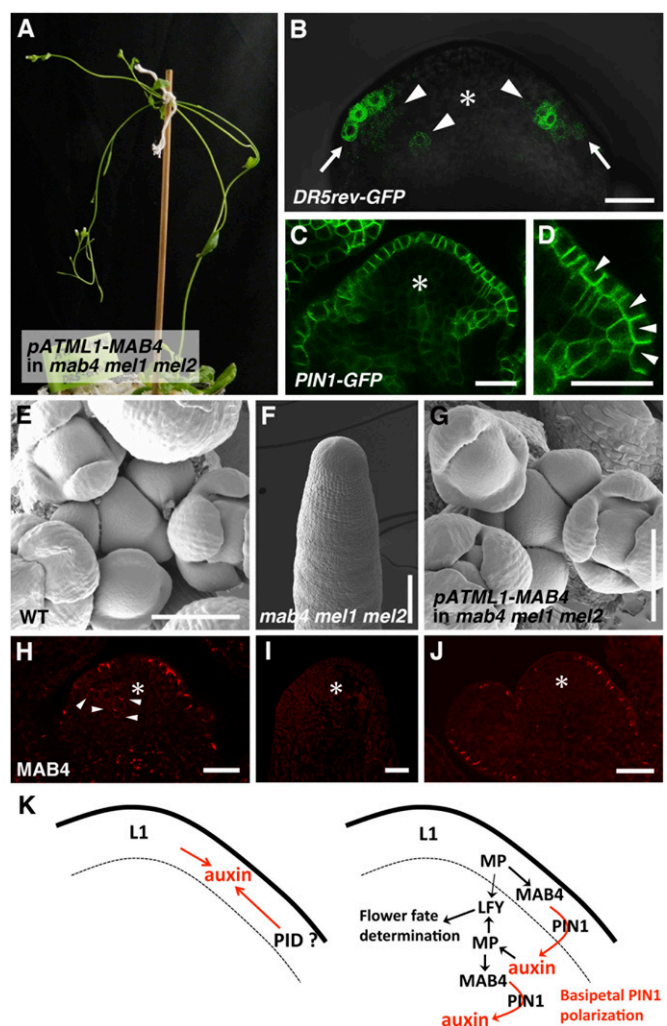 A
pATML1-MAB4
in mab4 mel1 mel2
B
*
DR5rev-GFP
C
*
PIN1-GFP
D
E
WT
F
mab4 mel1 mel2
G
pATML1-MAB4
in mab4 mel1 mel2
H
*
MAB4
I
*
J
*
K
L1
auxin
PID ?
L1
MP
MAB4
LFY
PIN1
Flower fate
determination
MP
auxin
MAB4
PIN1
Basipetal PIN1
polarization
auxin